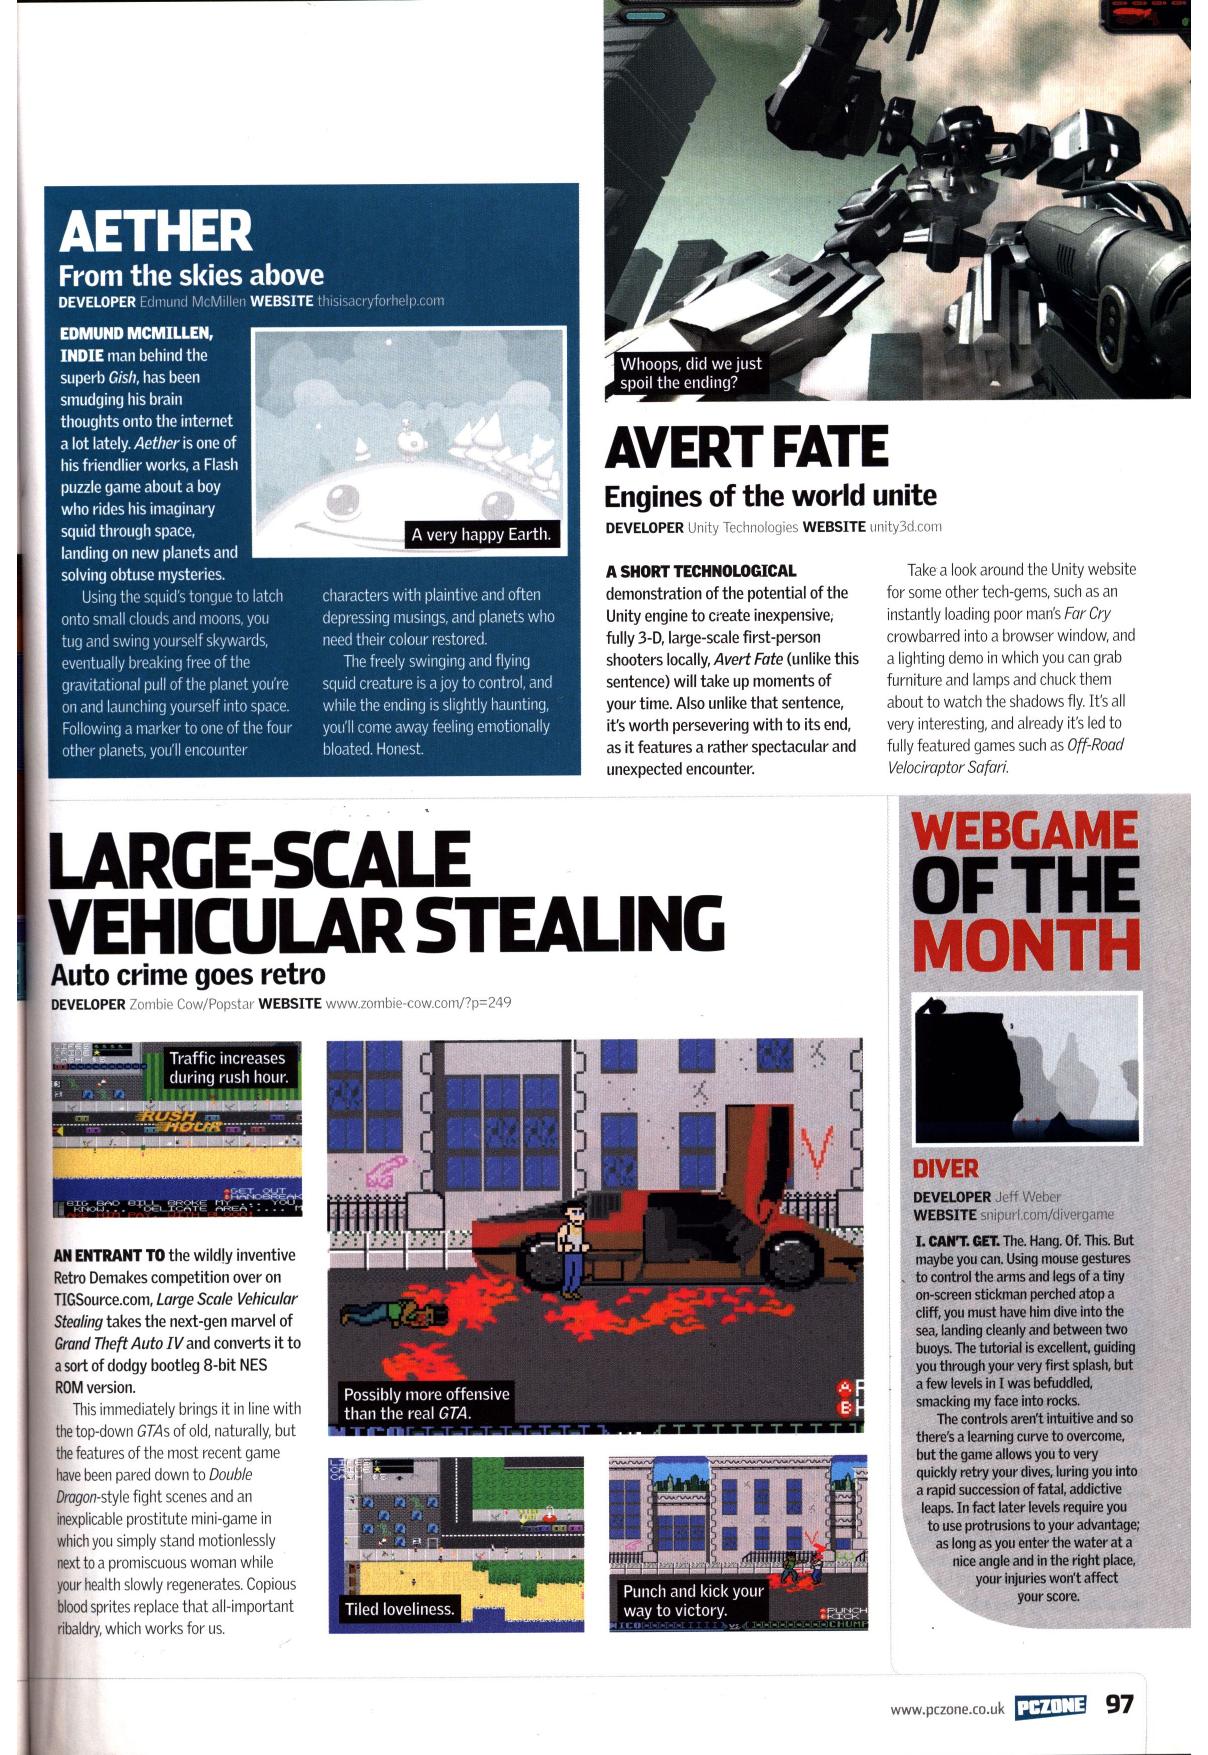 AETHER
From the skies above
DEVELOPER Edmund McMillen WEBSITE thisisacryforhelp.com
EDMUND MCMILLEN,
INDIE man behind the
superb Gish, has been
smudging his brain
thoughts onto the internet
a lot lately. Aether is one of
his friendlier works, a Flash
puzzle game about a boy
who rides his imaginary
squid through space,
landing on new planets and
solving obtuse mysteries.
Using the squid's tongue to latch
onto small clouds and moons, you
tug and swing yourself skywards,
eventually breaking free of the
gravitational pull of the planet you're
on and launching yourself into space.
Following a marker to one of the four
other planets, you'll encounter
A very happy Earth.
characters with plaintive and often
depressing musings, and planets who
need their colour restored.
The freely swinging and flying
squid creature is a joy to control, and
while the ending is slightly haunting,
you'll come away feeling emotionally
bloated. Honest.
Whoops, did we just
spoil the ending?
AVERT FATE
Engines of the world unite
DEVELOPER Unity Technologies WEBSITE unity3d.com
A SHORT TECHNOLOGICAL
demonstration of the potential of the
Unity engine to create inexpensive,
fully 3-D, large-scale first-person
shooters locally, Avert Fate (unlike this
sentence) will take up moments of
your time. Also unlike that sentence,
it's worth persevering with to its end,
as it features a rather spectacular and
unexpected encounter.
Take a look around the Unity website
for some other tech-gems, such as an
instantly loading poor man's Far Cry
crowbarred into a browser window, and
a lighting demo in which you can grab
furniture and lamps and chuck them
about to watch the shadows fly. It's all
very interesting, and already it's led to
fully featured games such as Off-Road
Velociraptor Safari.
LARGE-SCALE
VEHICULAR STEALING
Auto crime goes retro
DEVELOPER Zombie Cow/Popstar WEBSITE www.zombie-cow.com/?p=249
Traffic increases
during rush hour.
RUSH
HOUR
GET OUT
HANDBREAK
BIG BAD BILL BROKE MY ... YOU
KNOW... DELICATE AREA....
AN ENTRANT TO the wildly inventive
Retro Demakes competition over on
TIGSource.com, Large Scale Vehicular
Stealing takes the next-gen marvel of
Grand Theft Auto IV and converts it to
a sort of dodgy bootleg 8-bit NES
ROM version.
This immediately brings it in line with
the top-down GTAs of old, naturally, but
the features of the most recent game
have been pared down to Double
Dragon-style fight scenes and an
inexplicable prostitute mini-game in
which you simply stand motionlessly
next to a promiscuous woman while
your health slowly regenerates. Copious
blood sprites replace that all-important
ribaldry, which works for us.
Possibly more offensive
than the real GTA.
A P
B H
Tiled loveliness.
Punch and kick your
way to victory.
PUNCH
KICK
WEBGAME
OF THE
MONTH
DIVER
DEVELOPER Jeff Weber
WEBSITE snipurl.com/divergame
I. CAN'T. GET. The. Hang. Of. This. But
maybe you can. Using mouse gestures
to control the arms and legs of a tiny
on-screen stickman perched atop a
cliff, you must have him dive into the
sea, landing cleanly and between two
buoys. The tutorial is excellent, guiding
you through your very first splash, but
a few levels in I was befuddled,
smacking my face into rocks.
The controls aren't intuitive and so
there's a learning curve to overcome,
but the game allows you to very
quickly retry your dives, luring you into
a rapid succession of fatal, addictive
leaps. In fact later levels require you
to use protrusions to your advantage;
as long as you enter the water at a
nice angle and in the right place,
your injuries won't affect
your score.
www.pczone.co.uk PCZONE 97